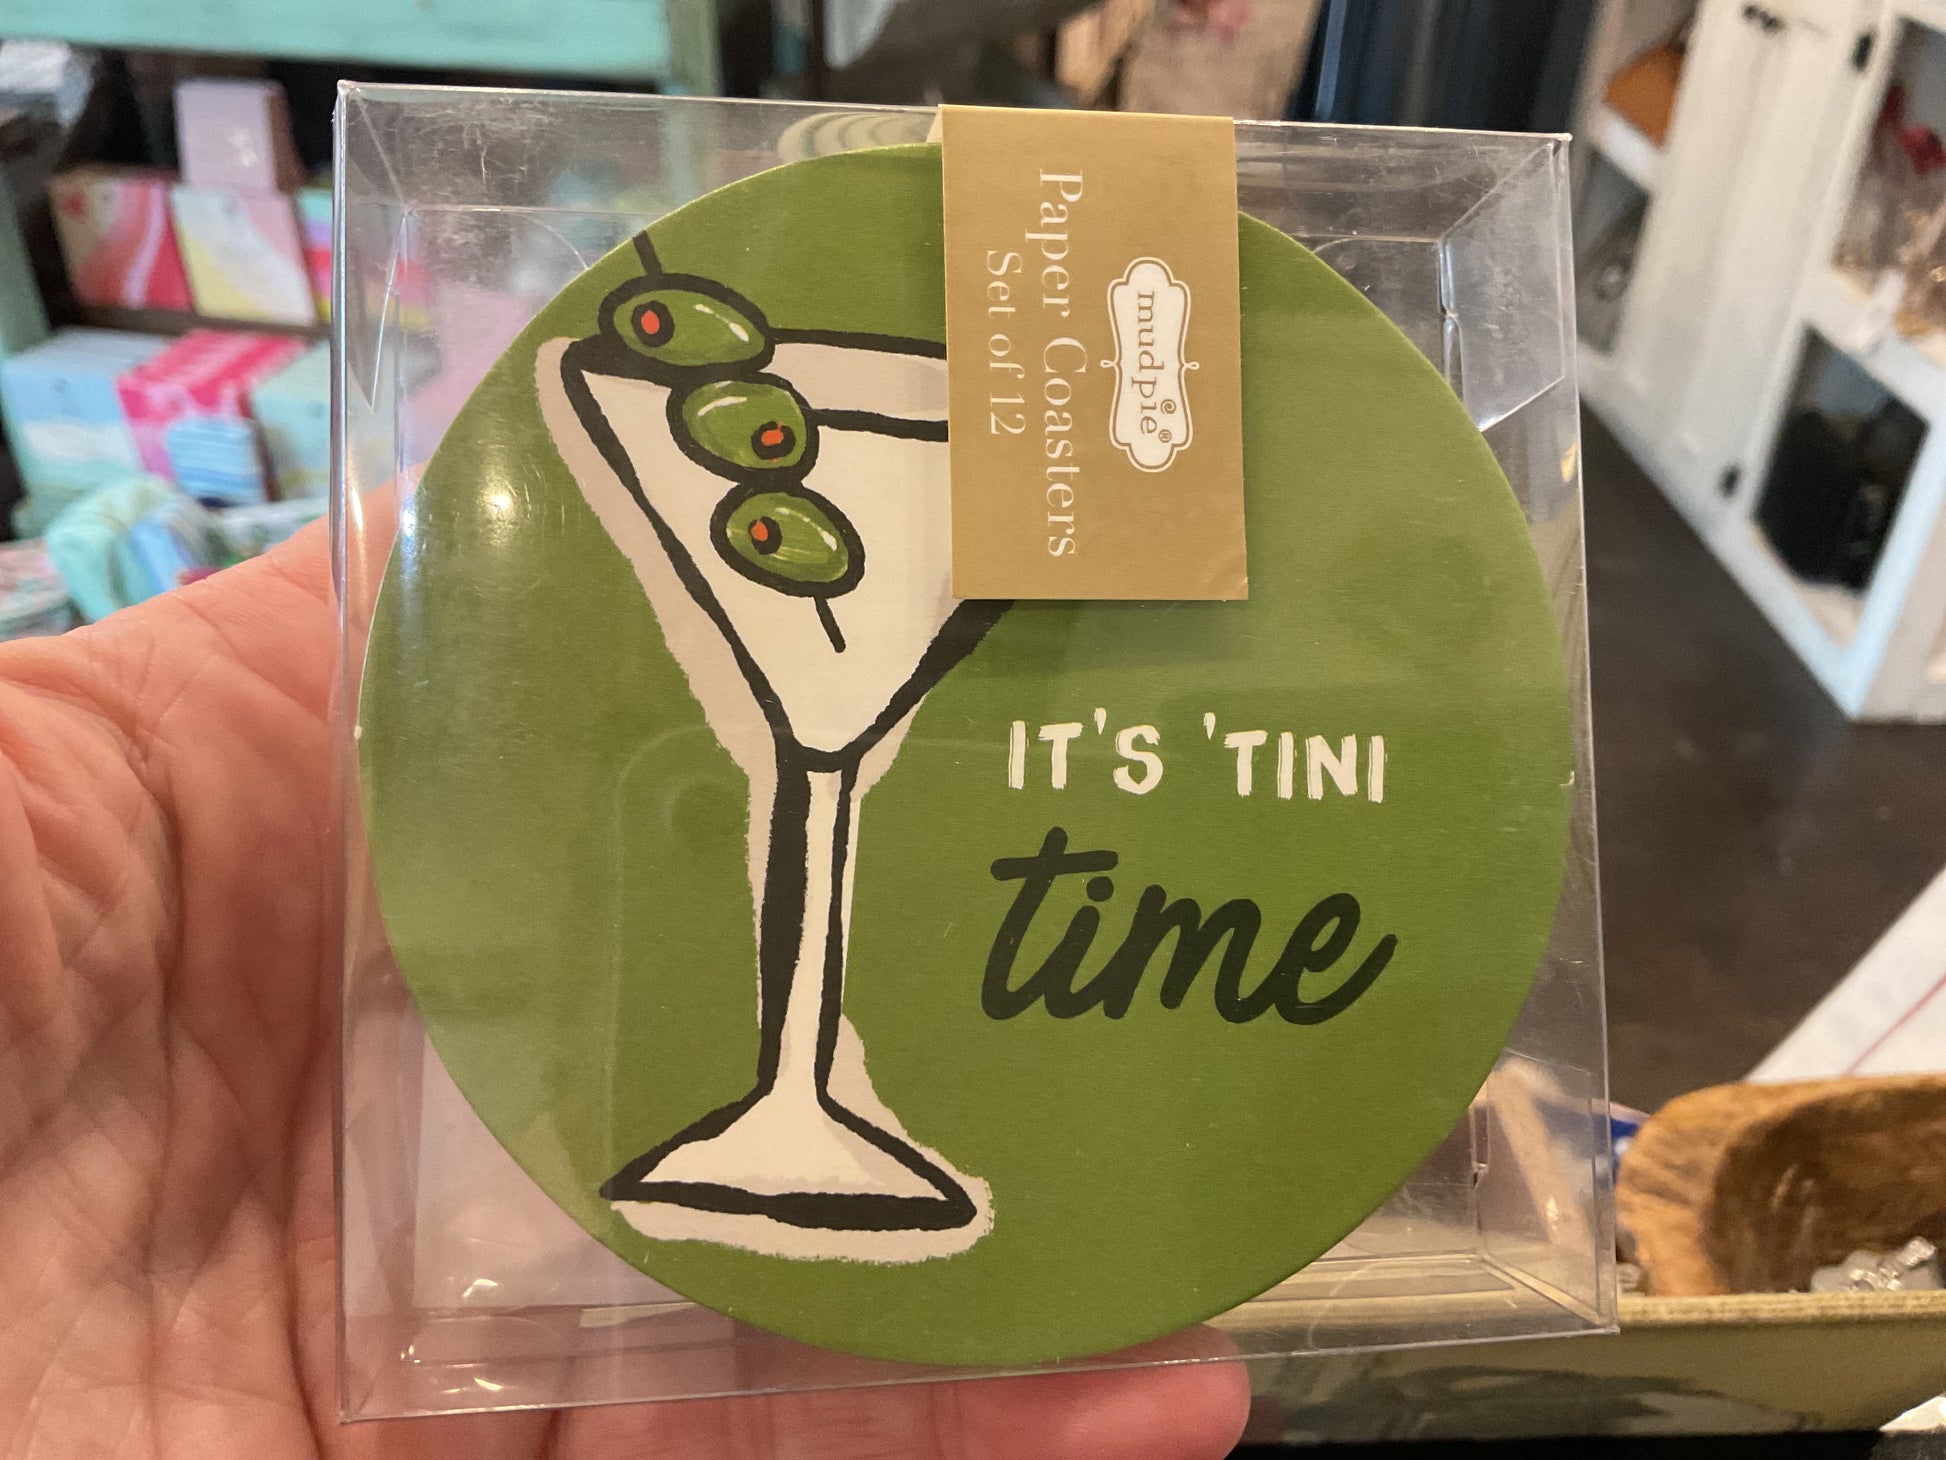 mudpie®
Paper Coasters
Set of 12
IT'S 'TINI
time